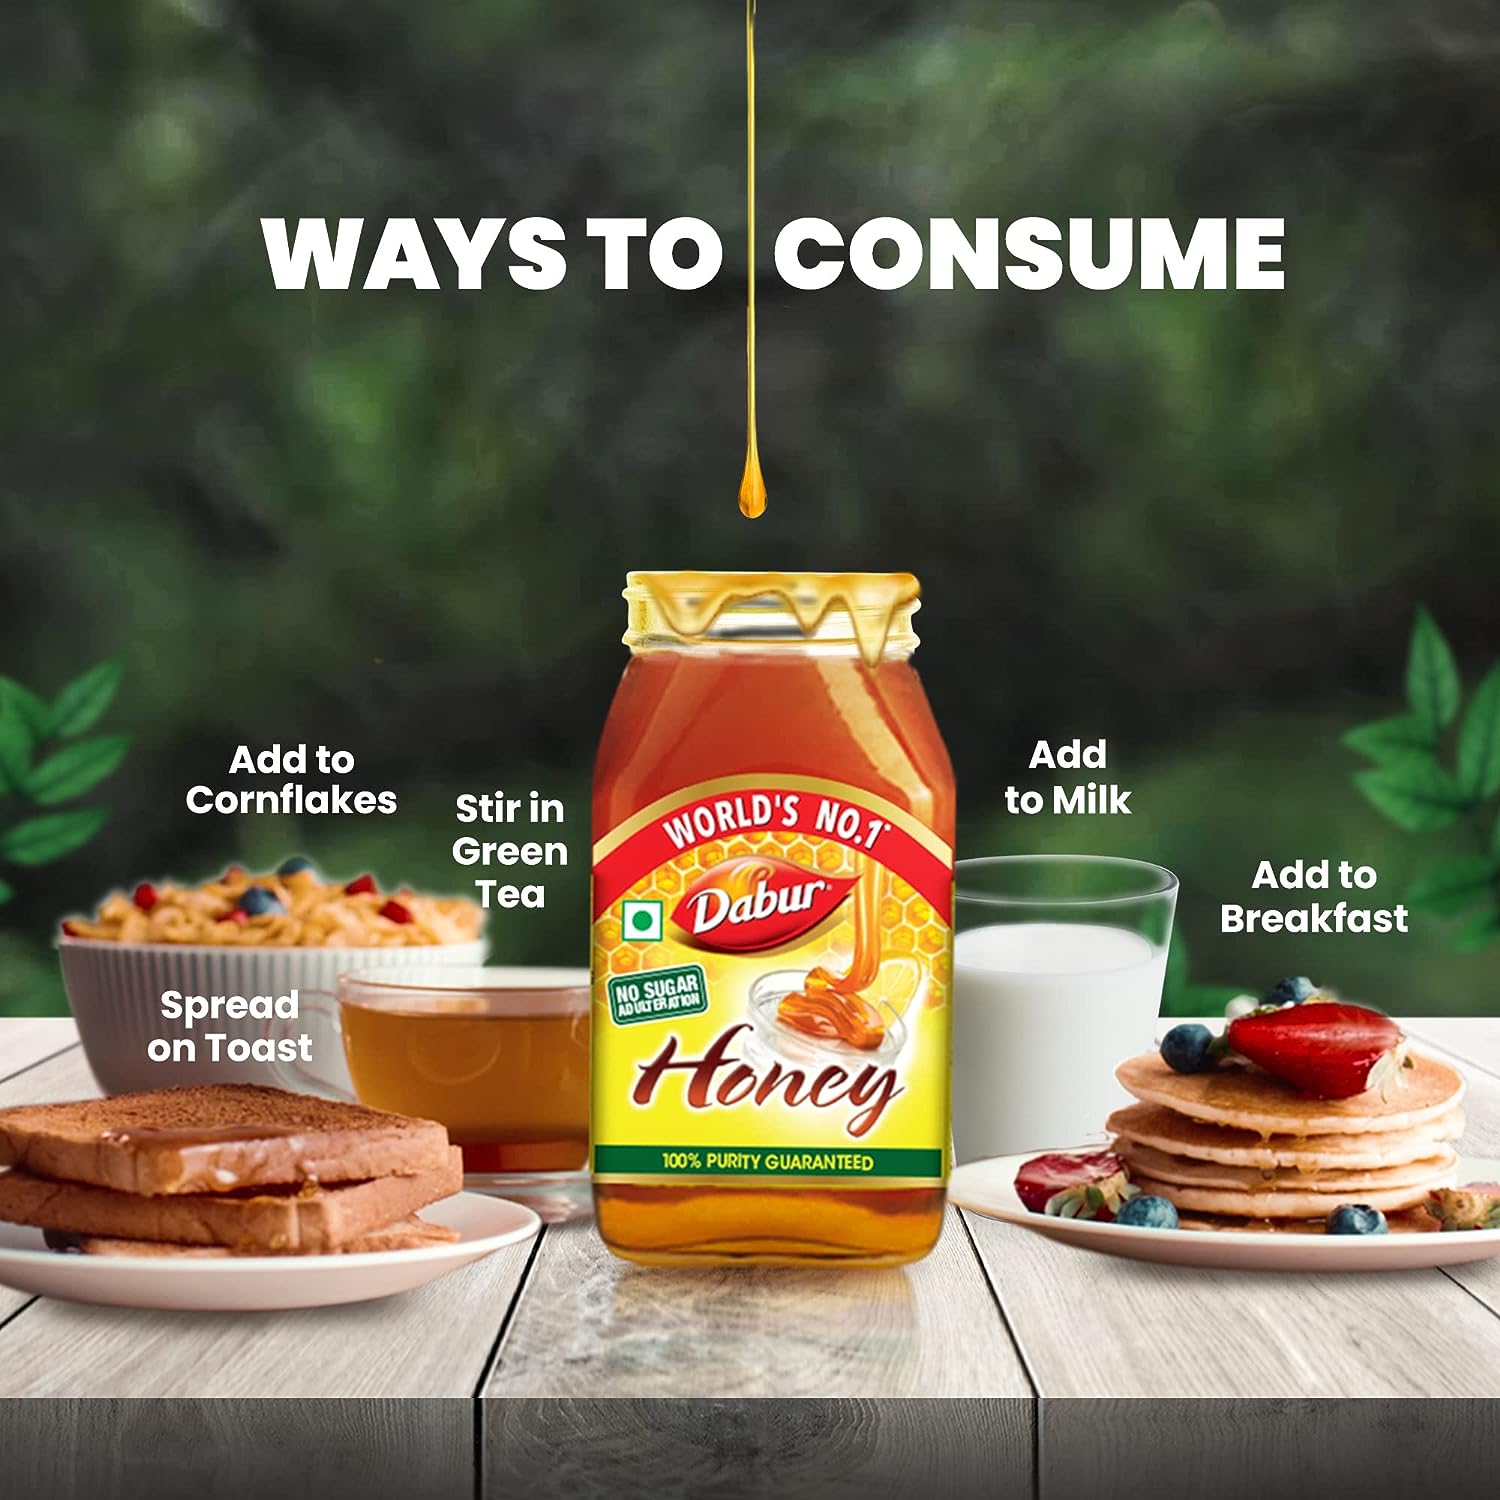 WAYS TO CONSUME
Add to
Cornflakes
Stir in
Green
Tea
Spread
on Toast
Add
to Milk
Add to
Breakfast
WORLD'S NO.1*
Dabur®
NO SUGAR
ADULTERATION
Honey
100% PURITY GUARANTEED